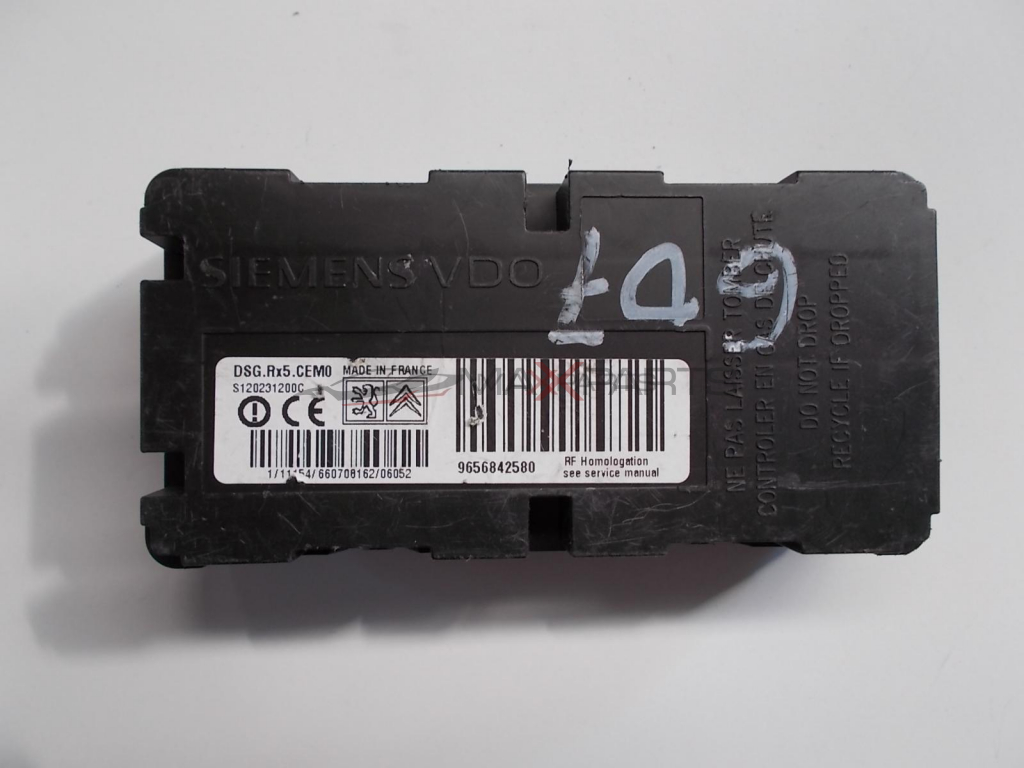 SIEMENS VDO
DSG.Rx5.CEM0 MADE IN FRANCE
S120231200C
CE
1/11154/660708162/06052
9656842580
RF Homologation
see service manual
NE PAS LAISSER TOMBER
CONTROLER EN CAS DE CHUTE
DO NOT DROP
RECYCLE IF DROPPED